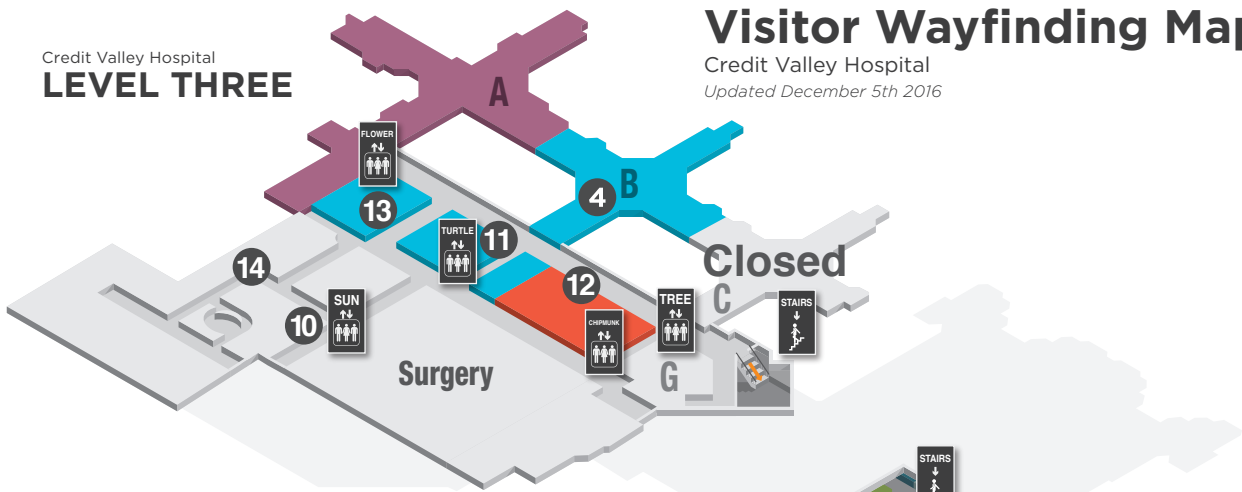 Credit Valley Hospital
LEVEL THREE
Visitor Wayfinding Map
Credit Valley Hospital
Updated December 5th 2016
A
FLOWER
B
4
13
TURTLE
11
Closed
14
12
C
SUN
TREE
STAIRS
10
CHIPMUNK
Surgery
G
STAIRS